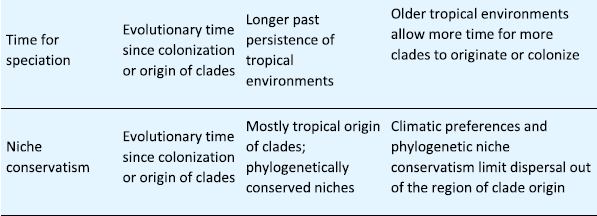 Time for
speciation
Evolutionary time
since colonization
or origin of clades
Longer past
persistence of
tropical
environments
Older tropical environments
allow more time for more
clades to originate or colonize
Niche
conservatism
Evolutionary time
since colonization
or origin of clades
Mostly tropical origin
of clades;
phylogenetically
conserved niches
Climatic preferences and
phylogenetic niche
conservatism limit dispersal out
of the region of clade origin